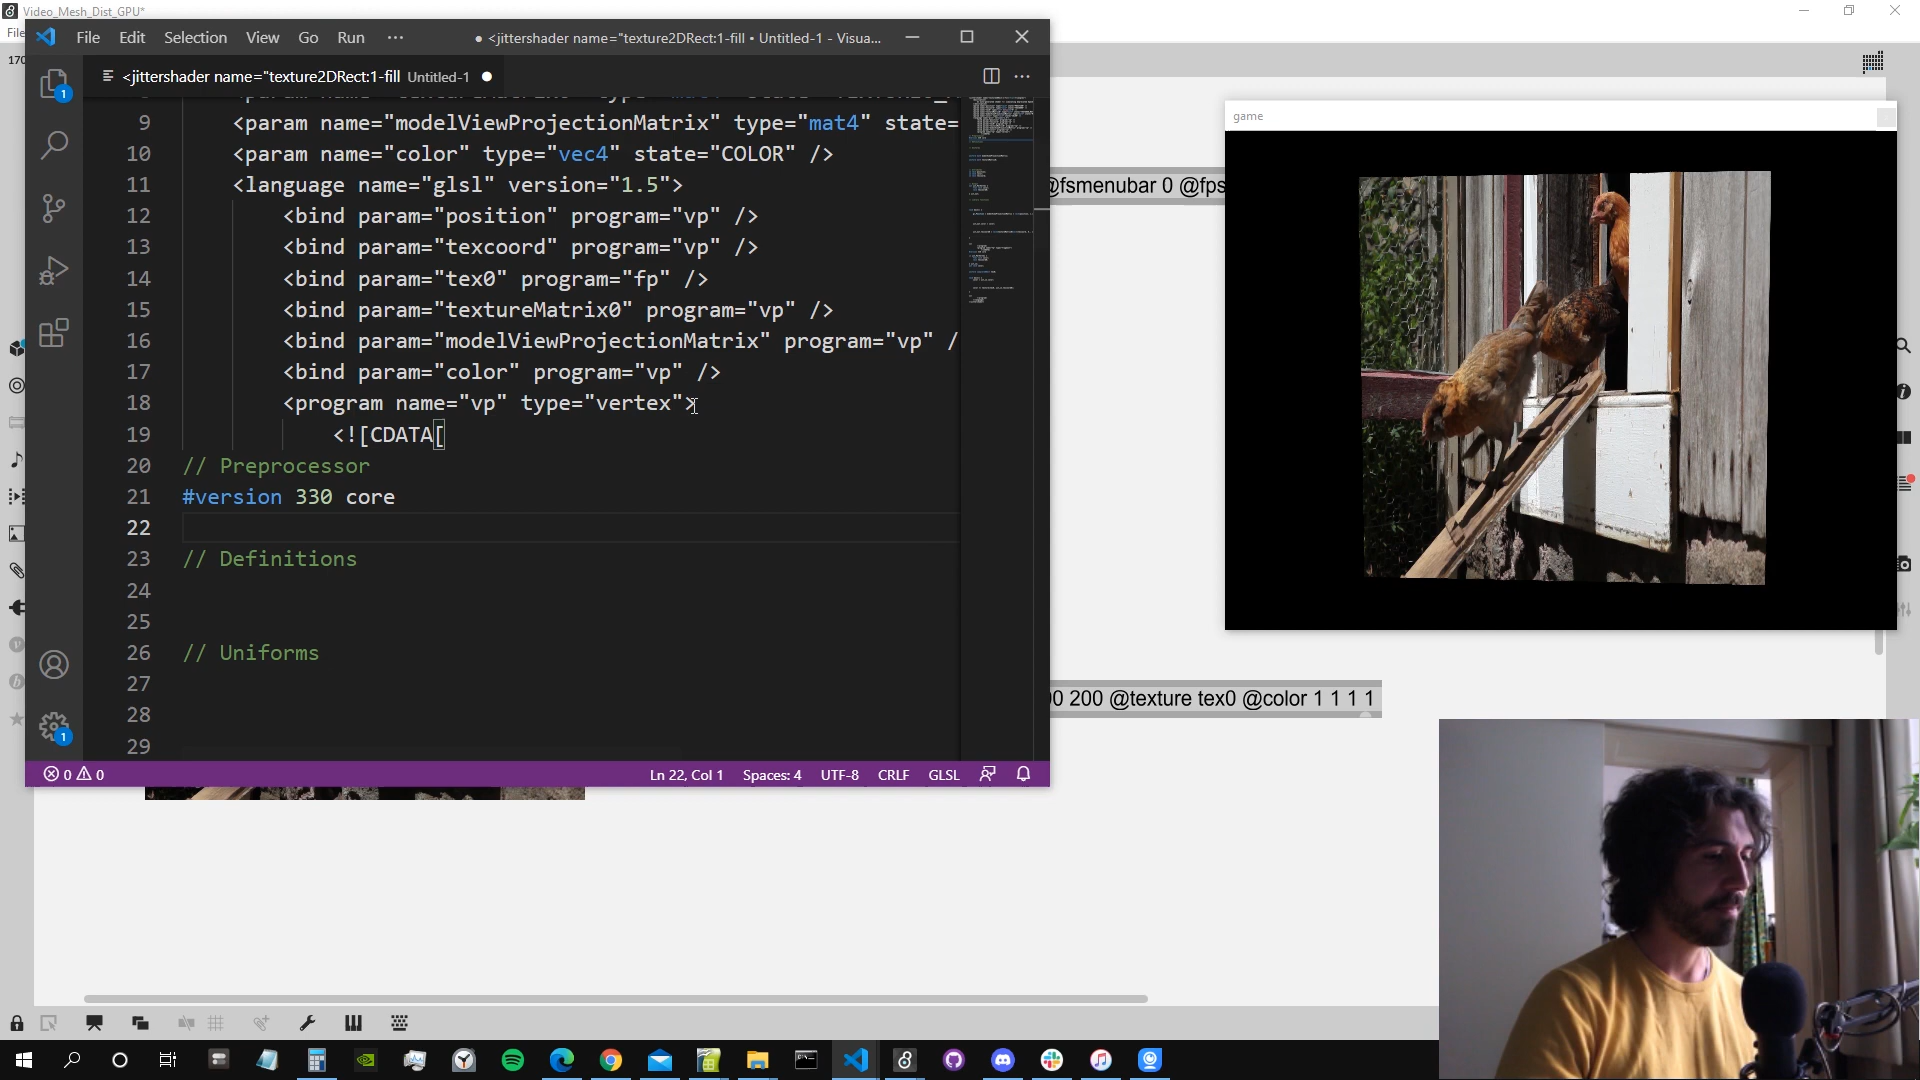 Video_Mesh_Dist_GPU*
File
170
File Edit Selection View Go Run ··· ● <jittershader name="texture2DRect:1-fill • Untitled-1 - Visua...
<jittershader name="texture2DRect:1-fill Untitled-1 ●
9 <param name="modelViewProjectionMatrix" type="mat4" state=
10 <param name="color" type="vec4" state="COLOR" />
11 <language name="glsl" version="1.5">
12 <bind param="position" program="vp" />
13 <bind param="texcoord" program="vp" />
14 <bind param="tex0" program="fp" />
15 <bind param="textureMatrix0" program="vp" />
16 <bind param="modelViewProjectionMatrix" program="vp" /
17 <bind param="color" program="vp" />
18 <program name="vp" type="vertex">
19 <![CDATA[
20 // Preprocessor
21 #version 330 core
22
23 // Definitions
24
25
26 // Uniforms
27
28
29
1
1
0 0
Ln 22, Col 1 Spaces: 4 UTF-8 CRLF GLSL
@fsmenubar 0 @fps
game
00 200 @texture tex0 @color 1 1 1 1